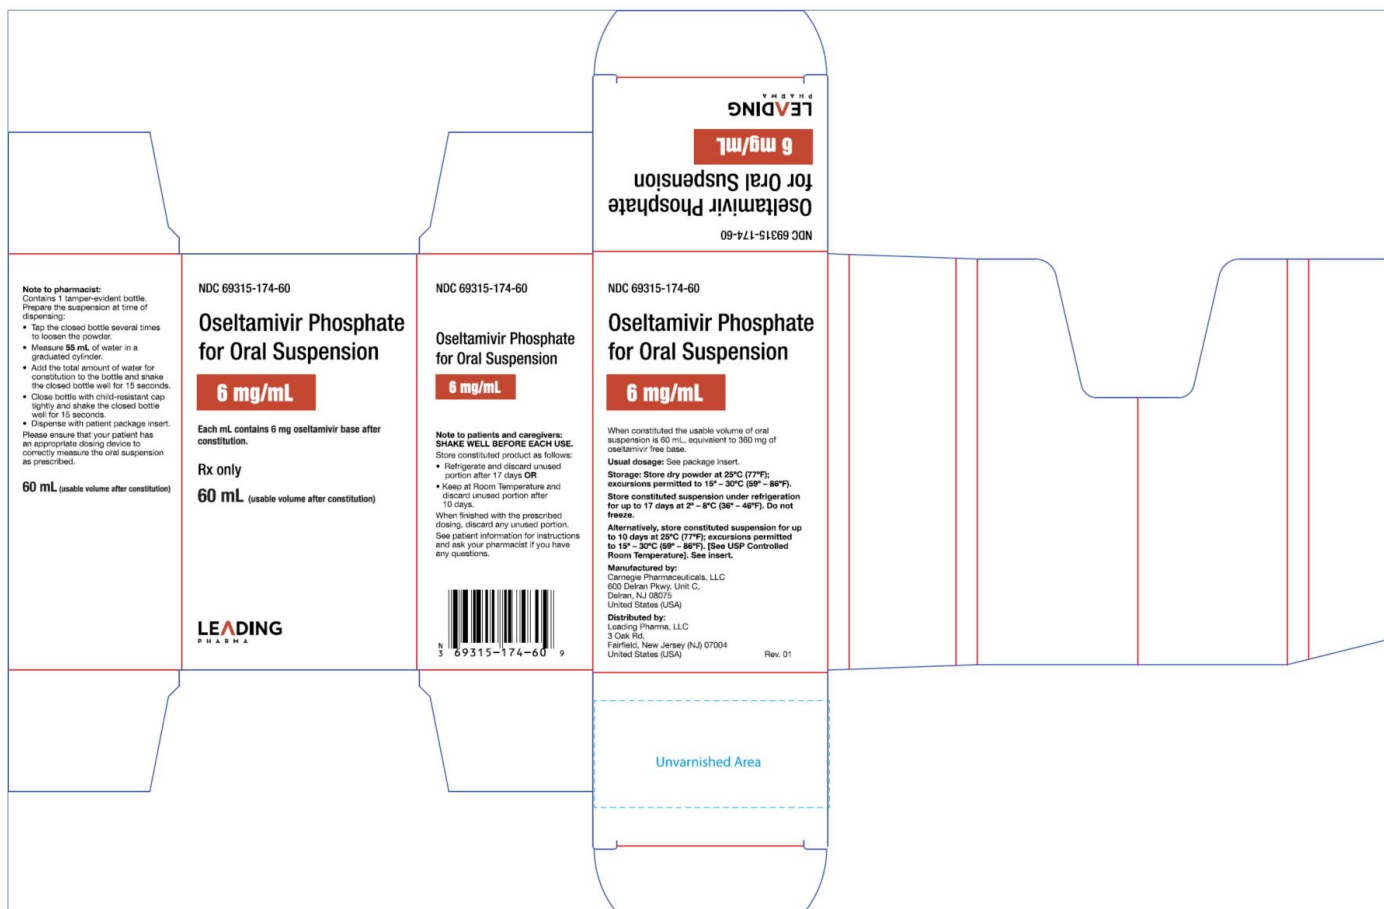 LEADING
PHARMA
6 mg/mL
Oseltamivir Phosphate
for Oral Suspension
NDC 69315-174-60
Note to pharmacist:
Contains 1 tamper-evident bottle.
Prepare the suspension at time of
dispensing:
• Tap the closed bottle several times
to loosen the powder.
• Measure 55 mL of water in a
graduated cylinder.
• Add the total amount of water for
constitution to the bottle and shake
the closed bottle well for 15 seconds.
• Close bottle with child-resistant cap
tightly and shake the closed bottle
well for 15 seconds.
• Dispense with patient package insert.
Please ensure that your patient has
an appropriate dosing device to
correctly measure the oral suspension
as prescribed.
60 mL (usable volume after constitution)
NDC 69315-174-60
Oseltamivir Phosphate
for Oral Suspension
6 mg/mL
Each mL contains 6 mg oseltamivir base after
constitution.
Rx only
60 mL (usable volume after constitution)
LEADING
PHARMA
NDC 69315-174-60
Oseltamivir Phosphate
for Oral Suspension
6 mg/mL
Note to patients and caregivers:
SHAKE WELL BEFORE EACH USE.
Store constituted product as follows:
• Refrigerate and discard unused
portion after 17 days OR
• Keep at Room Temperature and
discard unused portion after
10 days.
When finished with the prescribed
dosing, discard any unused portion.
See patient information for instructions
and ask your pharmacist if you have
any questions.
N
3 69315-174-60 9
NDC 69315-174-60
Oseltamivir Phosphate
for Oral Suspension
6 mg/mL
When constituted the usable volume of oral
suspension is 60 mL, equivalent to 360 mg of
oseltamivir free base.
Usual dosage: See package insert.
Storage: Store dry powder at 25ºC (77ºF);
excursions permitted to 15º – 30ºC (59º – 86ºF).
Store constituted suspension under refrigeration
for up to 17 days at 2º – 8ºC (36º – 46ºF). Do not
freeze.
Alternatively, store constituted suspension for up
to 10 days at 25ºC (77ºF); excursions permitted
to 15º – 30ºC (59º – 86ºF). [See USP Controlled
Room Temperature]. See insert.
Manufactured by:
Carnegie Pharmaceuticals, LLC
600 Delran Pkwy, Unit C,
Delran, NJ 08075
United States (USA)
Distributed by:
Leading Pharma, LLC
3 Oak Rd,
Fairfield, New Jersey (NJ) 07004
United States (USA) Rev. 01
Unvarnished Area